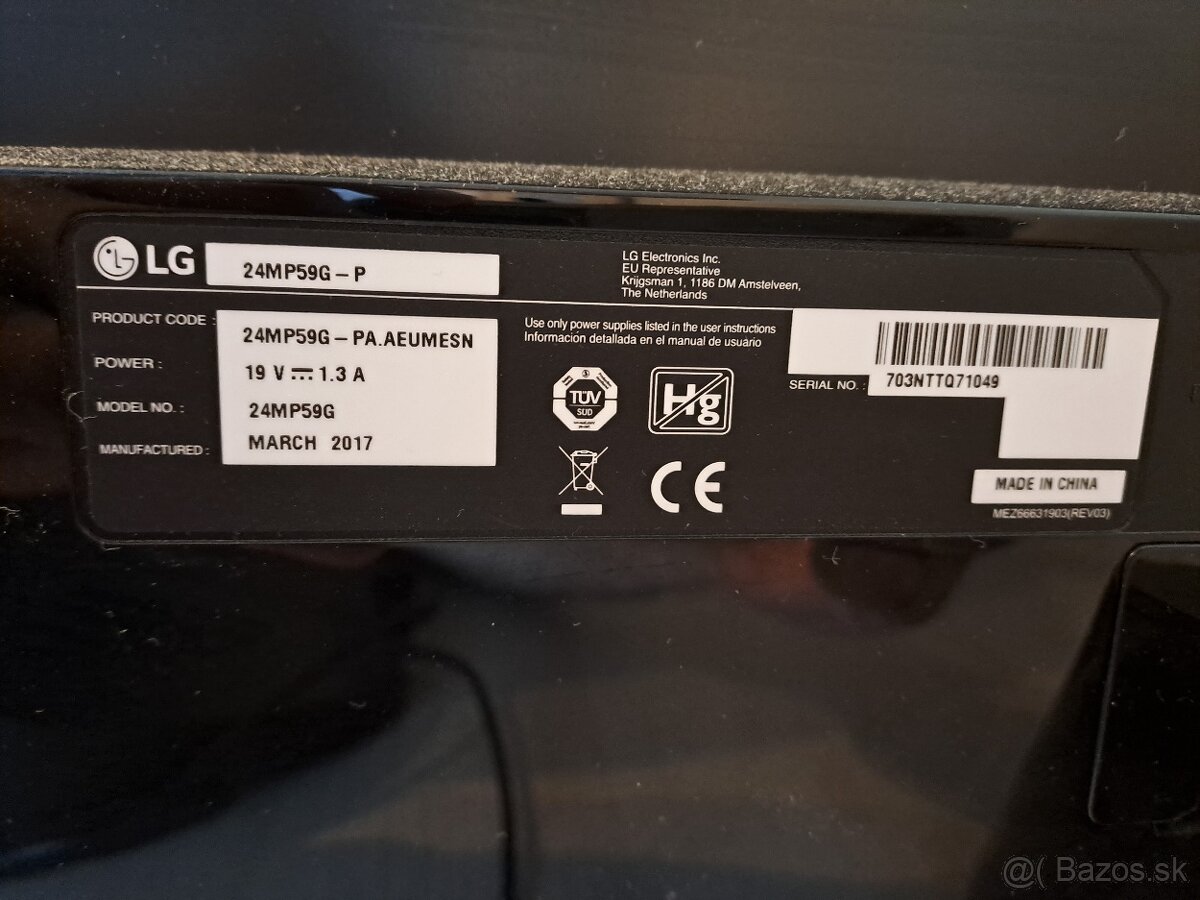 LG 24MP59G-P
LG Electronics Inc.
EU Representative
Krijgsman 1, 1186 DM Amstelveen,
The Netherlands
PRODUCT CODE : 24MP59G-PA.AEUMESN
POWER : 19 V ⎓ 1.3 A
MODEL NO. : 24MP59G
MANUFACTURED : MARCH 2017
Use only power supplies listed in the user instructions
Información detallada en el manual de usuario
TÜV
SÜD
Hg
CE
SERIAL NO. : 703NTTQ71049
MADE IN CHINA
MEZ66631903(REV03)
@( Bazos.sk